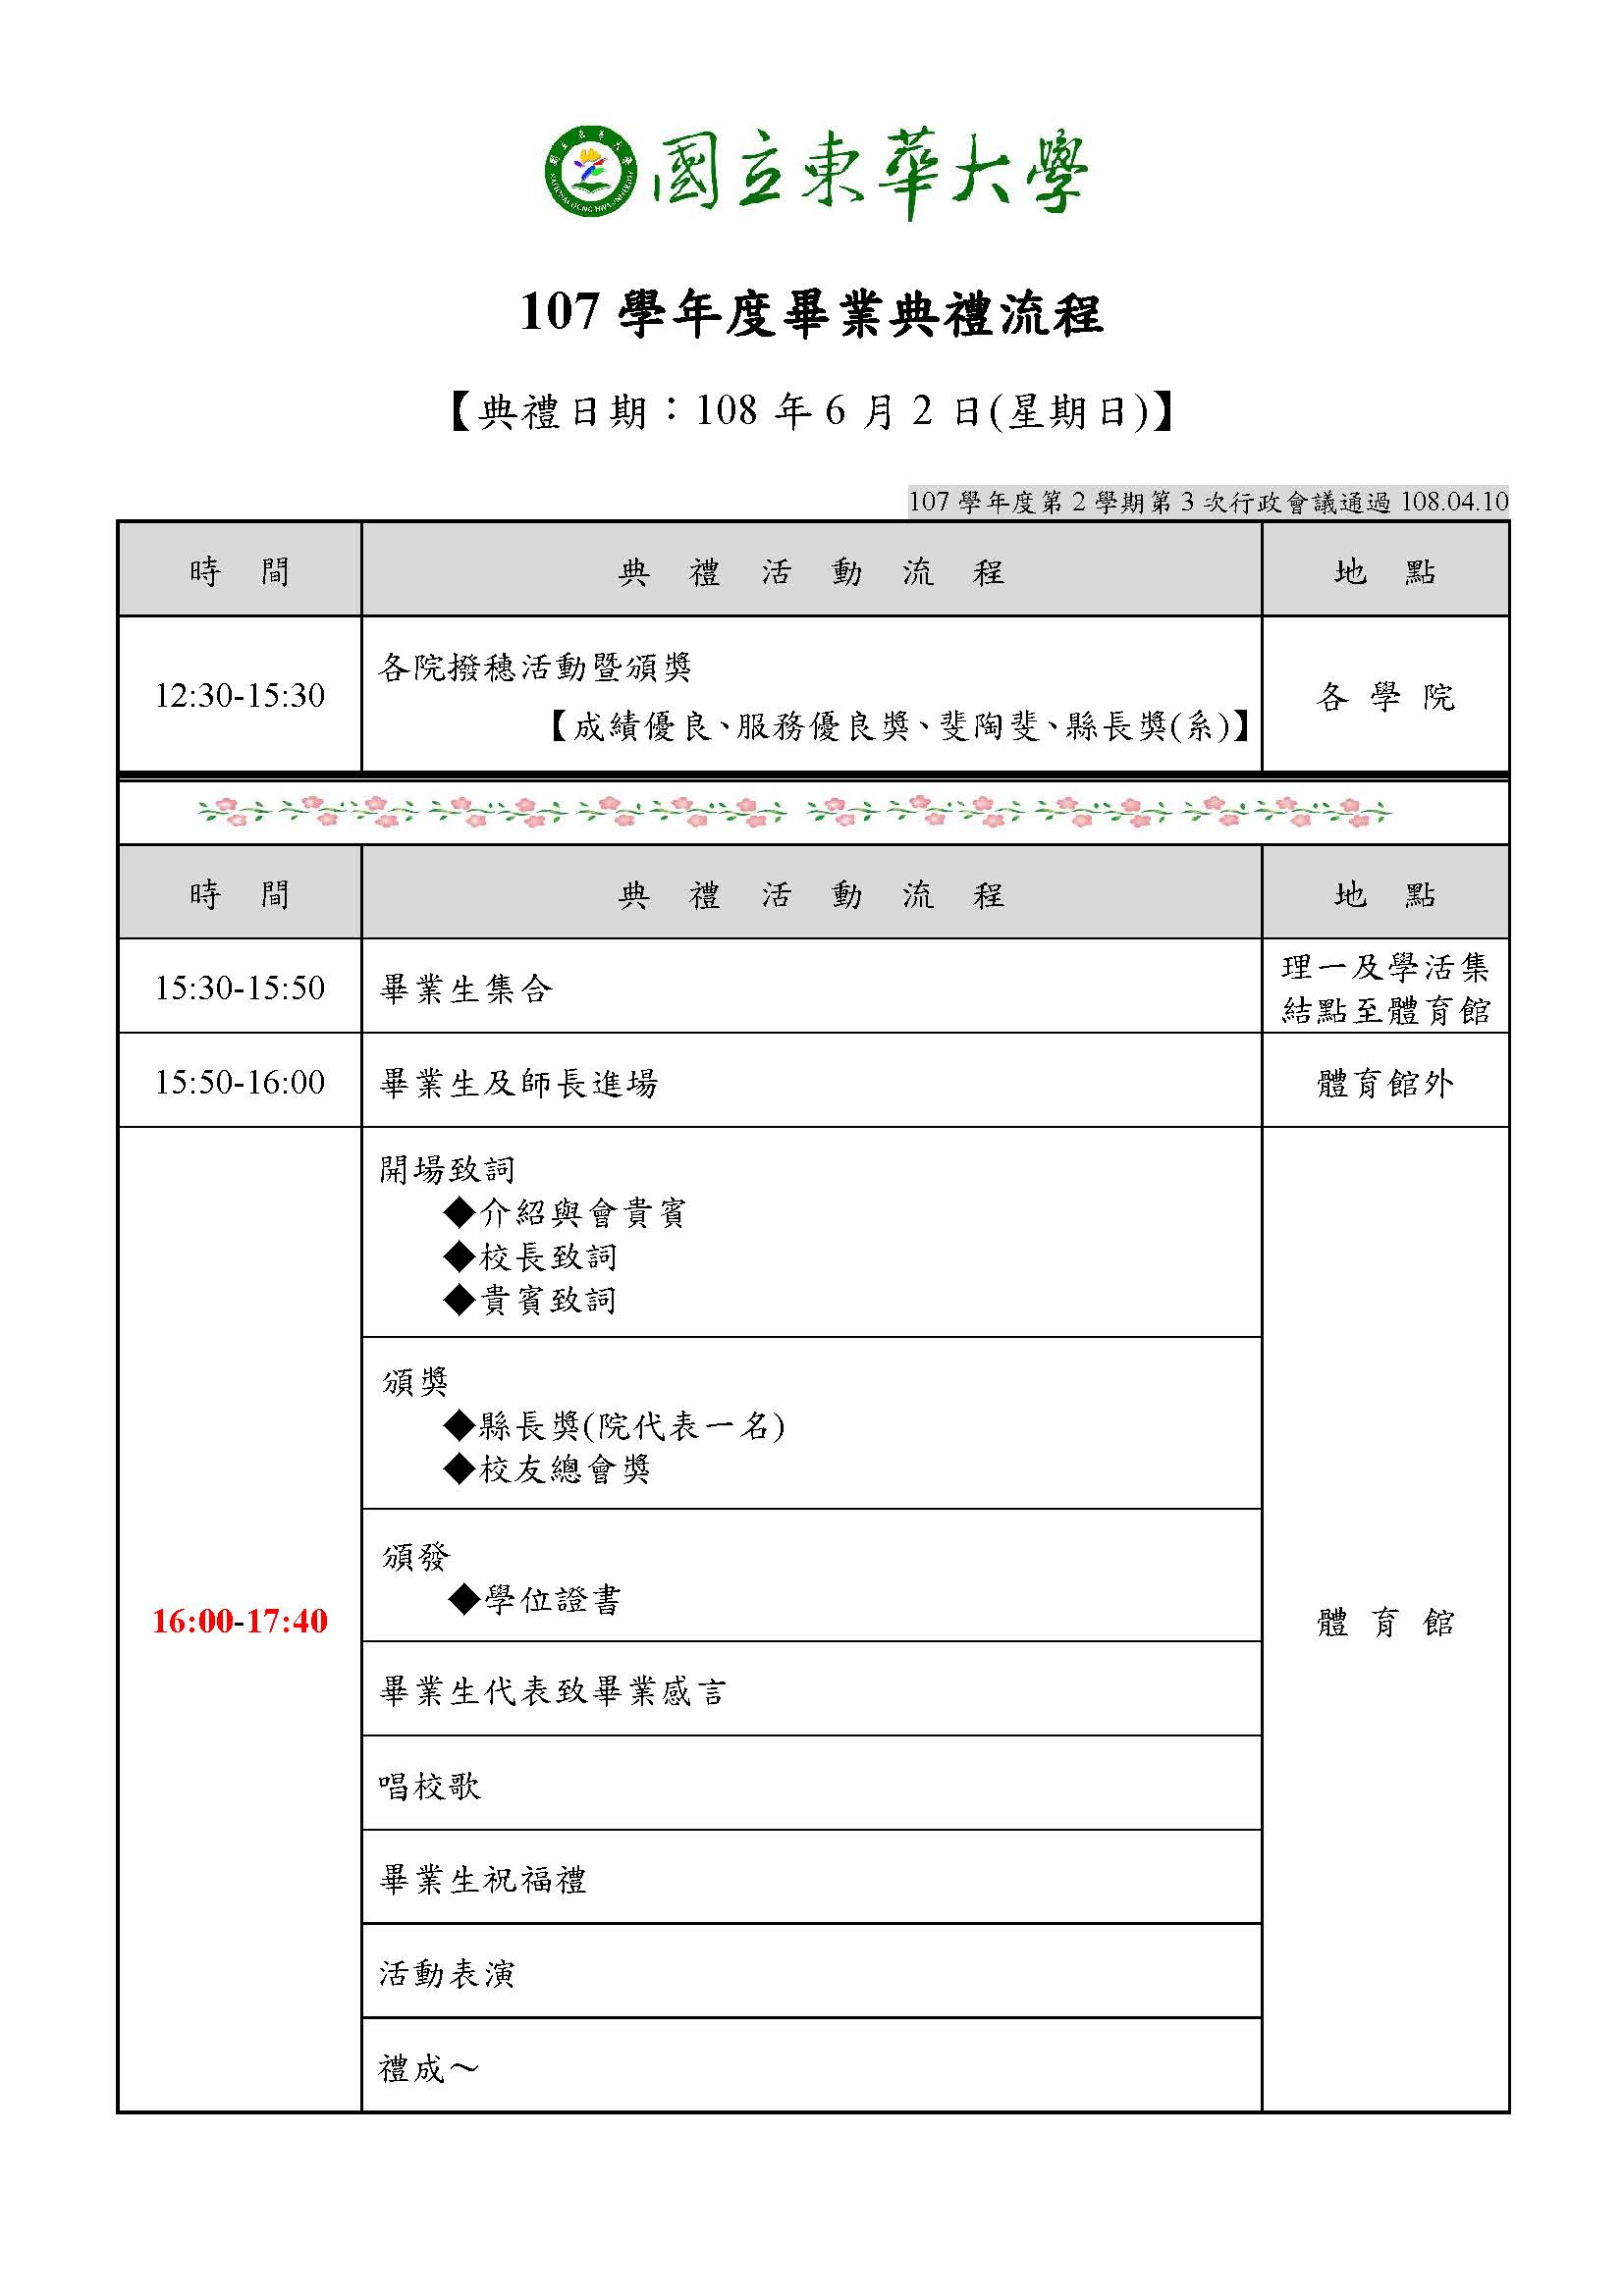 國立東華大學
國立東華大學
NATIONAL DONG HWA UNIVERSITY
107 學年度畢業典禮流程
【典禮日期：108 年 6 月 2 日(星期日)】
107 學年度第 2 學期第 3 次行政會議通過 108.04.10
時 間 典 禮 活 動 流 程 地 點
12:30-15:30 各院撥穗活動暨頒獎 各 學 院
【成績優良、服務優良獎、斐陶斐、縣長獎(系)】
時 間 典 禮 活 動 流 程 地 點
15:30-15:50 畢業生集合 理一及學活集
結點至體育館
15:50-16:00 畢業生及師長進場 體育館外
16:00-17:40 體 育 館
開場致詞
◆介紹與會貴賓
◆校長致詞
◆貴賓致詞
頒獎
◆縣長獎(院代表一名)
◆校友總會獎
頒發
◆學位證書
畢業生代表致畢業感言
唱校歌
畢業生祝福禮
活動表演
禮成～